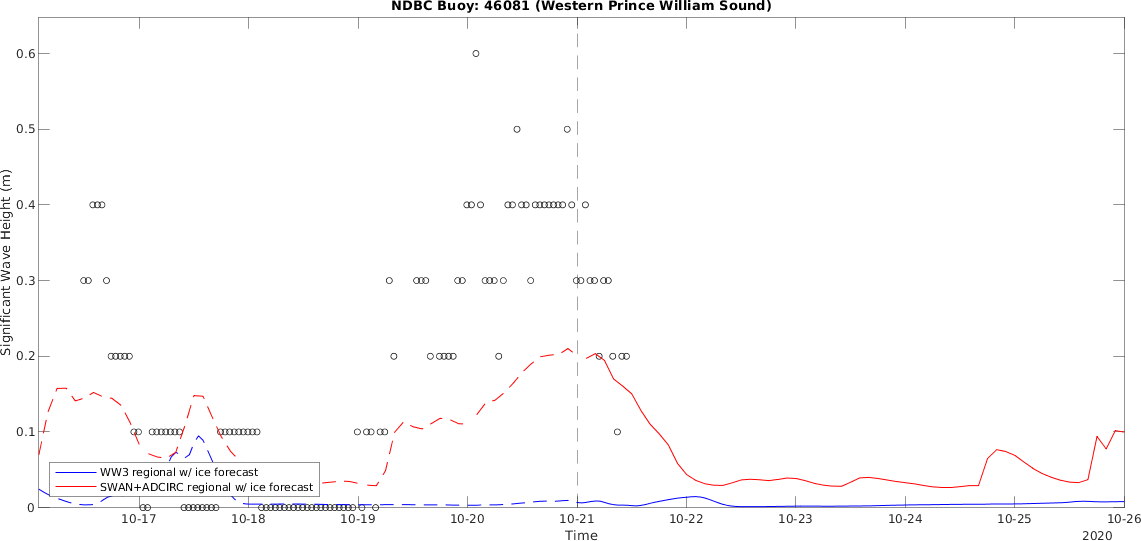 NDBC Buoy: 46081 (Western Prince William Sound)
Significant Wave Height (m)
0.6
0.5
0.4
0.3
0.2
0.1
0
WW3 regional w/ ice forecast
SWAN+ADCIRC regional w/ ice forecast
10-17 10-18 10-19 10-20 10-21 10-22 10-23 10-24 10-25 10-26
Time
2020